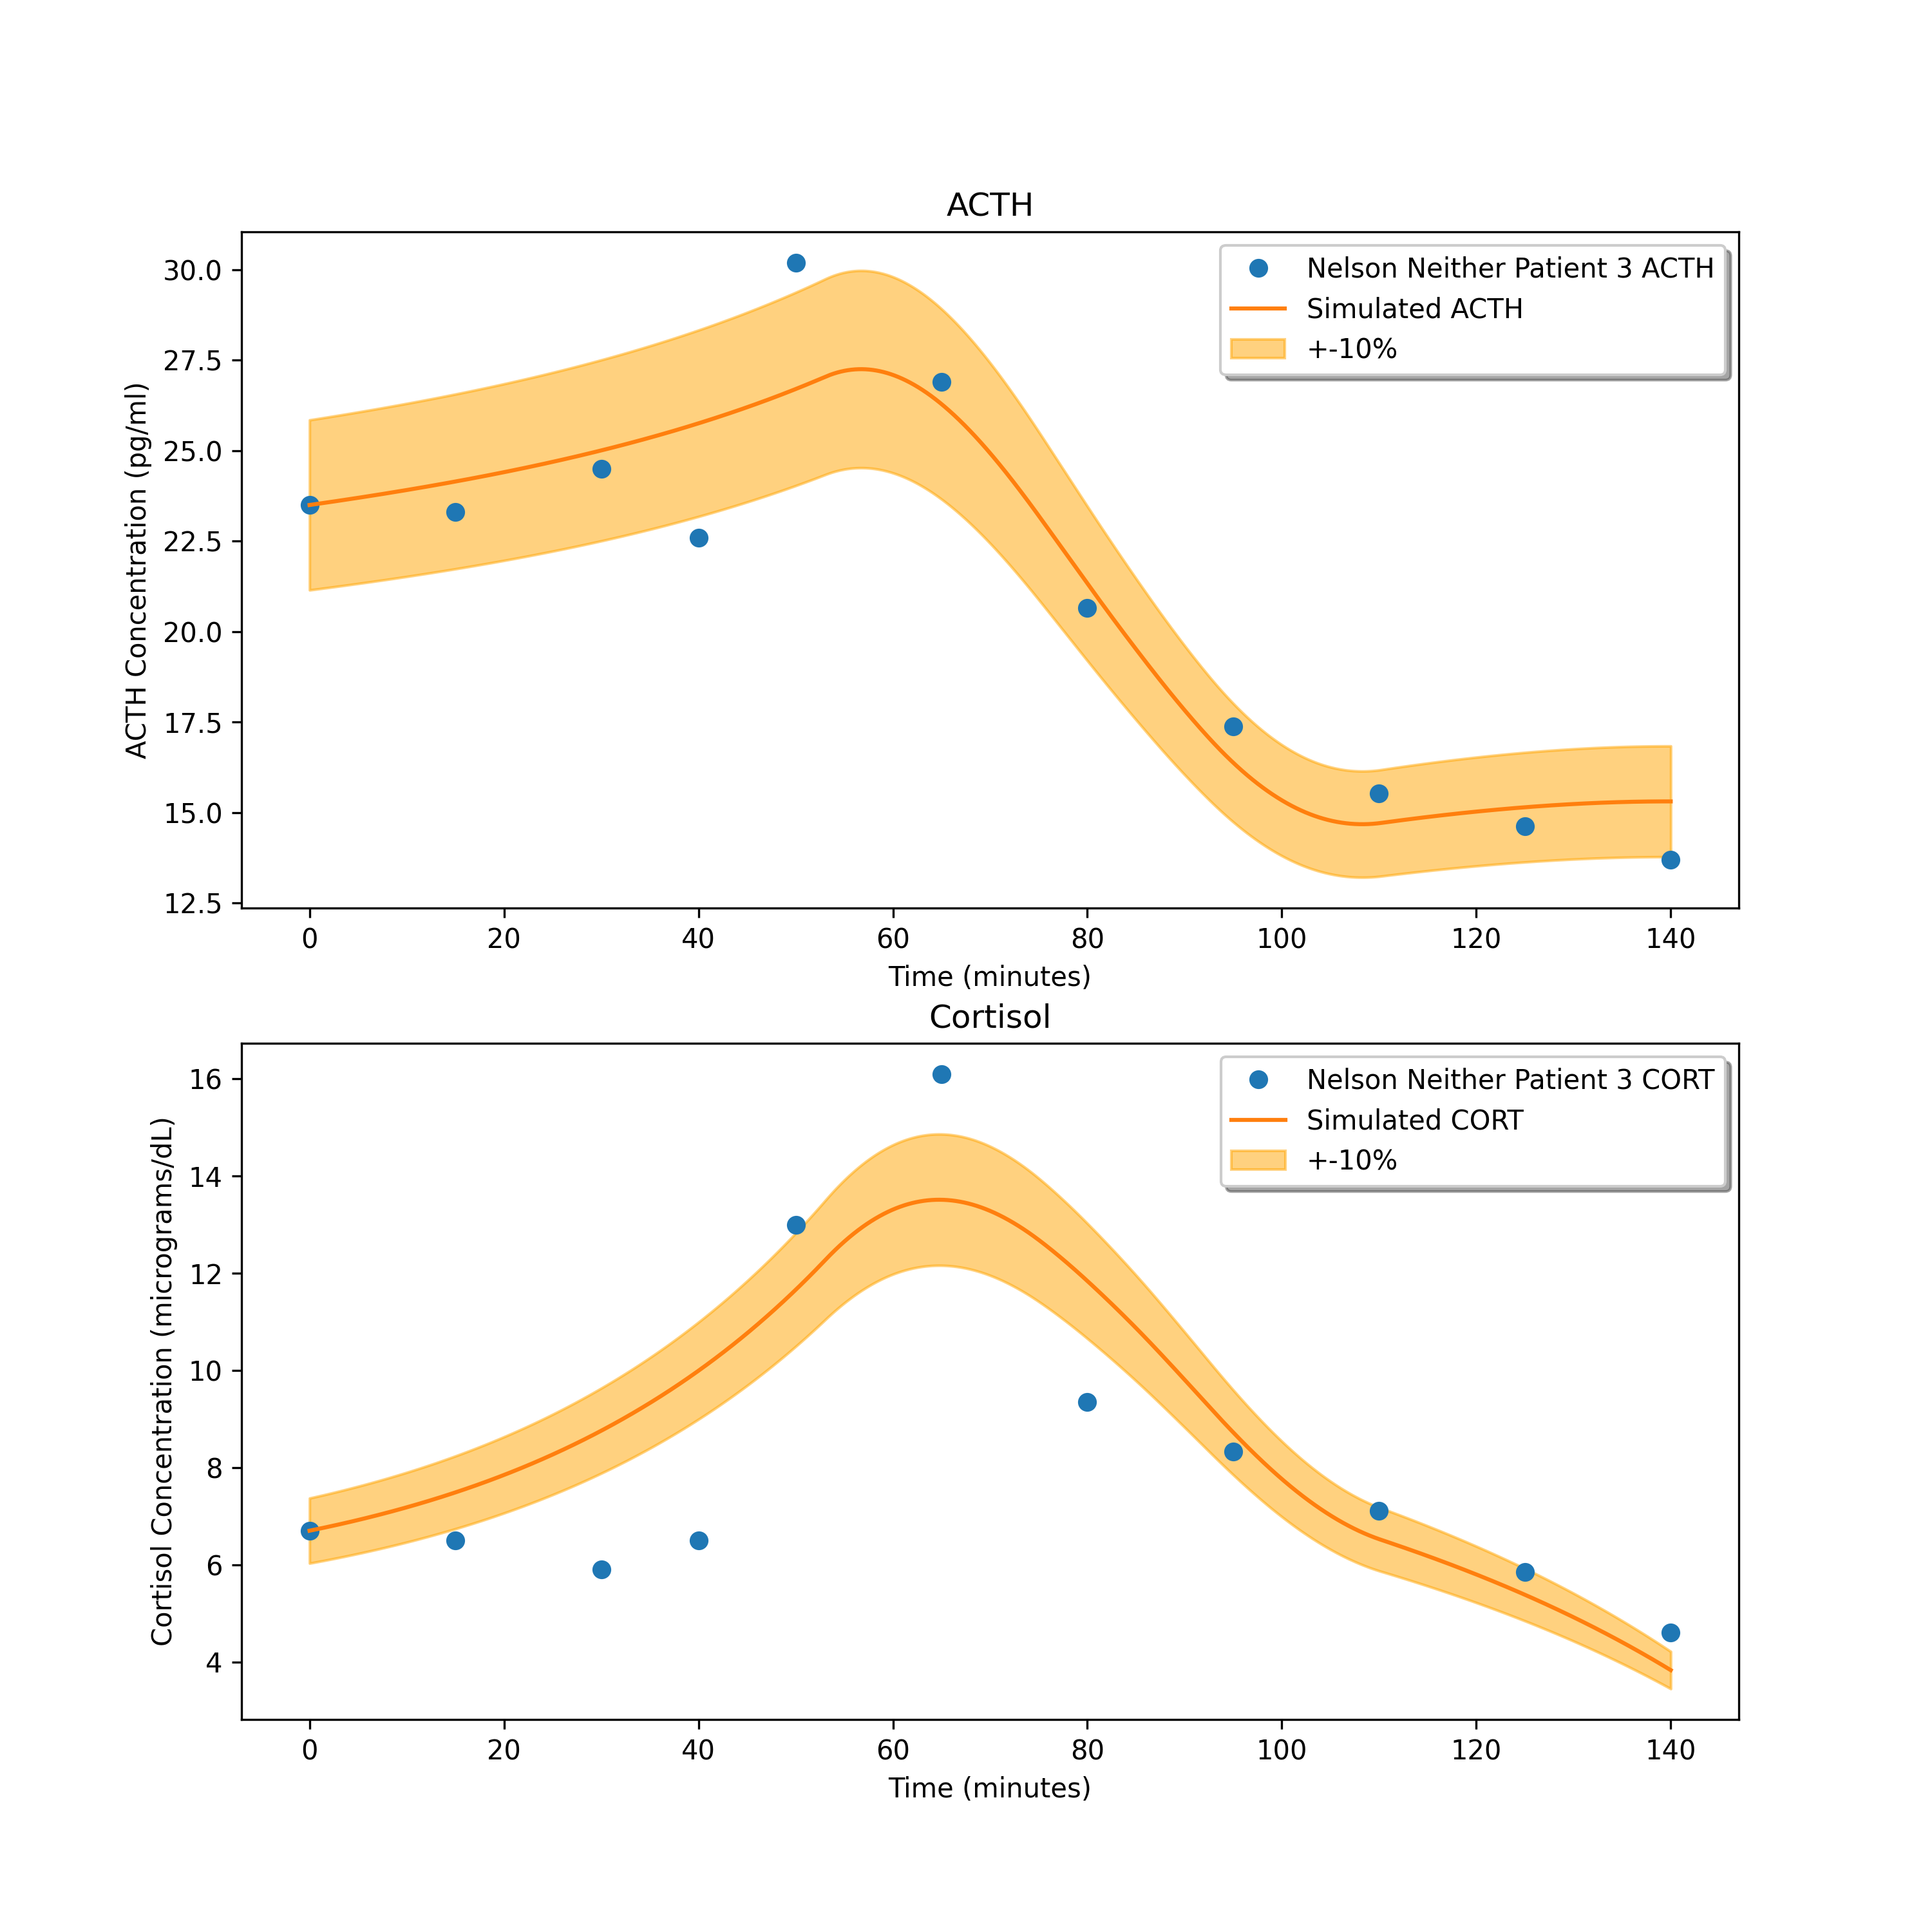 ACTH
30.0
27.5
25.0
22.5
20.0
17.5
15.0
12.5
ACTH Concentration (pg/ml)
Nelson Neither Patient 3 ACTH
Simulated ACTH
+-10%
0 20 40 60 80 100 120 140
Time (minutes)
Cortisol
16
14
12
10
8
6
4
Cortisol Concentration (micrograms/dL)
Nelson Neither Patient 3 CORT
Simulated CORT
+-10%
0 20 40 60 80 100 120 140
Time (minutes)